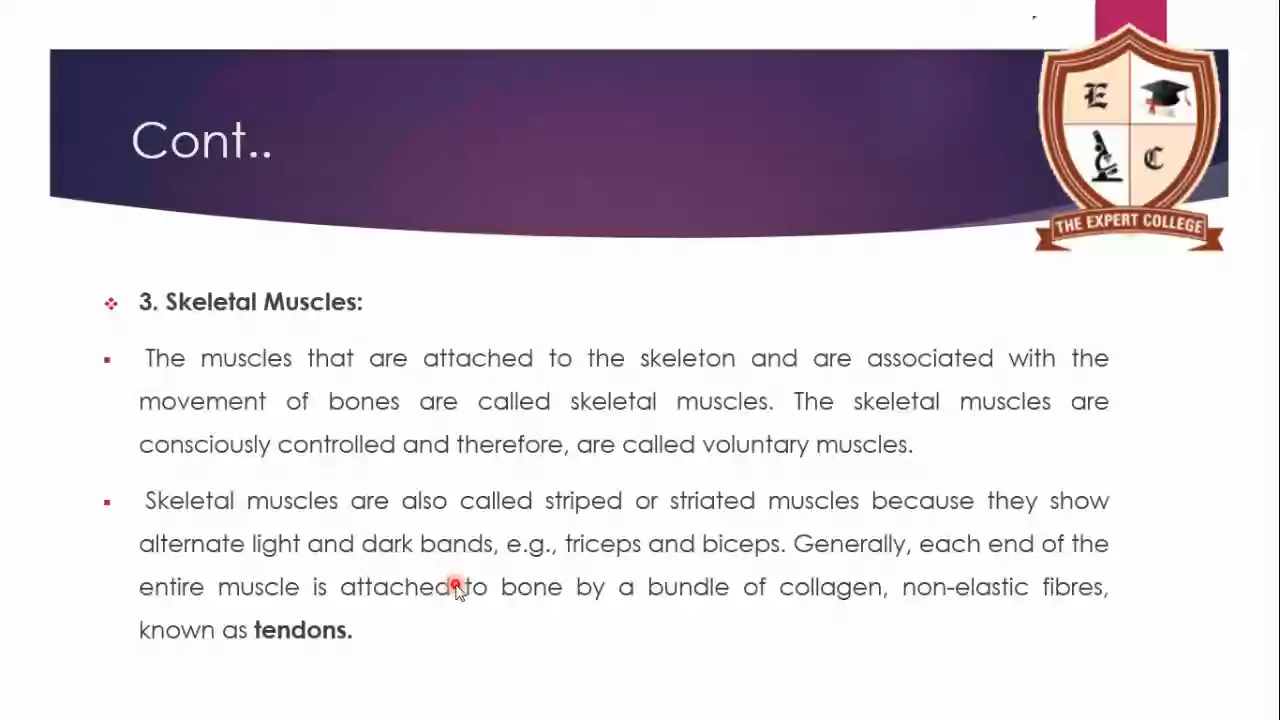 Cont..
E
C
THE EXPERT COLLEGE
3. Skeletal Muscles:
The muscles that are attached to the skeleton and are associated with the
movement of bones are called skeletal muscles. The skeletal muscles are
consciously controlled and therefore, are called voluntary muscles.
Skeletal muscles are also called striped or striated muscles because they show
alternate light and dark bands, e.g., triceps and biceps. Generally, each end of the
entire muscle is attached to bone by a bundle of collagen, non-elastic fibres,
known as tendons.